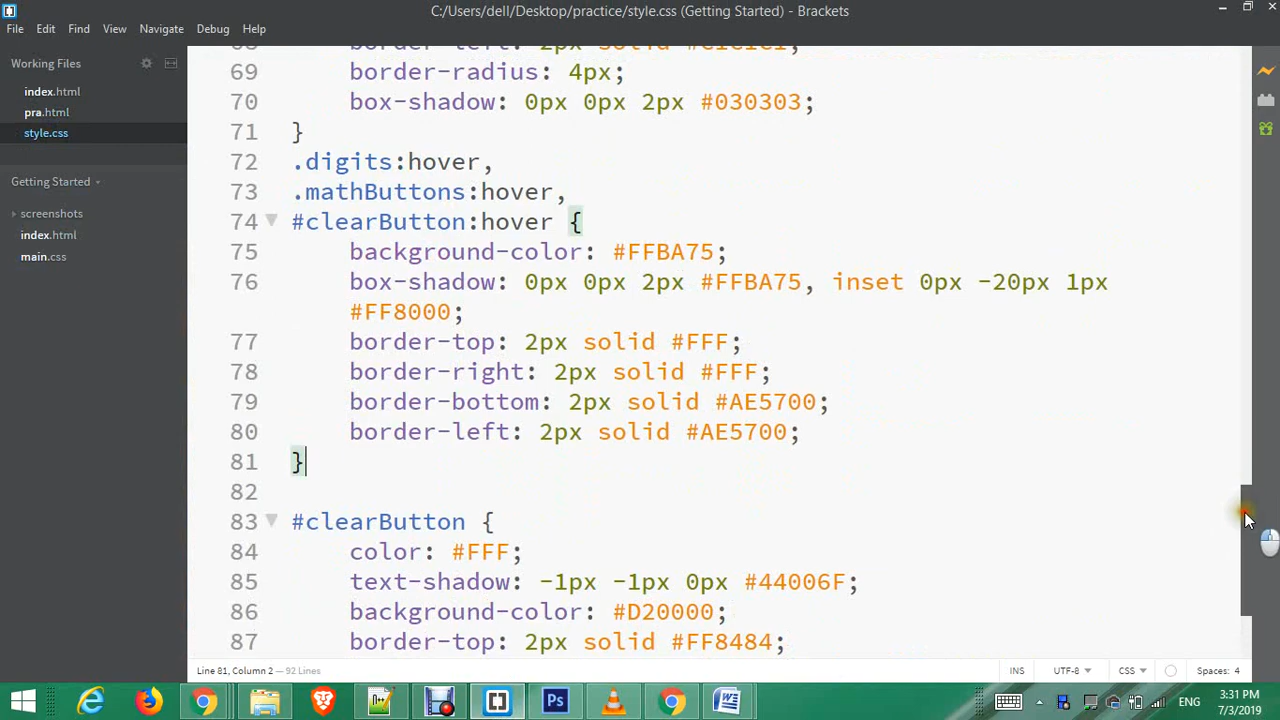 C:/Users/dell/Desktop/practice/style.css (Getting Started) - Brackets
File Edit Find View Navigate Debug Help
Working Files
index.html
pra.html
style.css
Getting Started
screenshots
index.html
main.css
69 border-radius: 4px;
70 box-shadow: 0px 0px 2px #030303;
71 }
72 .digits:hover,
73 .mathButtons:hover,
74 #clearButton:hover {
75 background-color: #FFBA75;
76 box-shadow: 0px 0px 2px #FFBA75, inset 0px -20px 1px
#FF8000;
77 border-top: 2px solid #FFF;
78 border-right: 2px solid #FFF;
79 border-bottom: 2px solid #AE5700;
80 border-left: 2px solid #AE5700;
81 }
82
83 #clearButton {
84 color: #FFF;
85 text-shadow: -1px -1px 0px #44006F;
86 background-color: #D20000;
87 border-top: 2px solid #FF8484;
Line 81, Column 2 — 92 Lines
INS UTF-8 CSS Spaces: 4
ENG
3:31 PM
7/3/2019